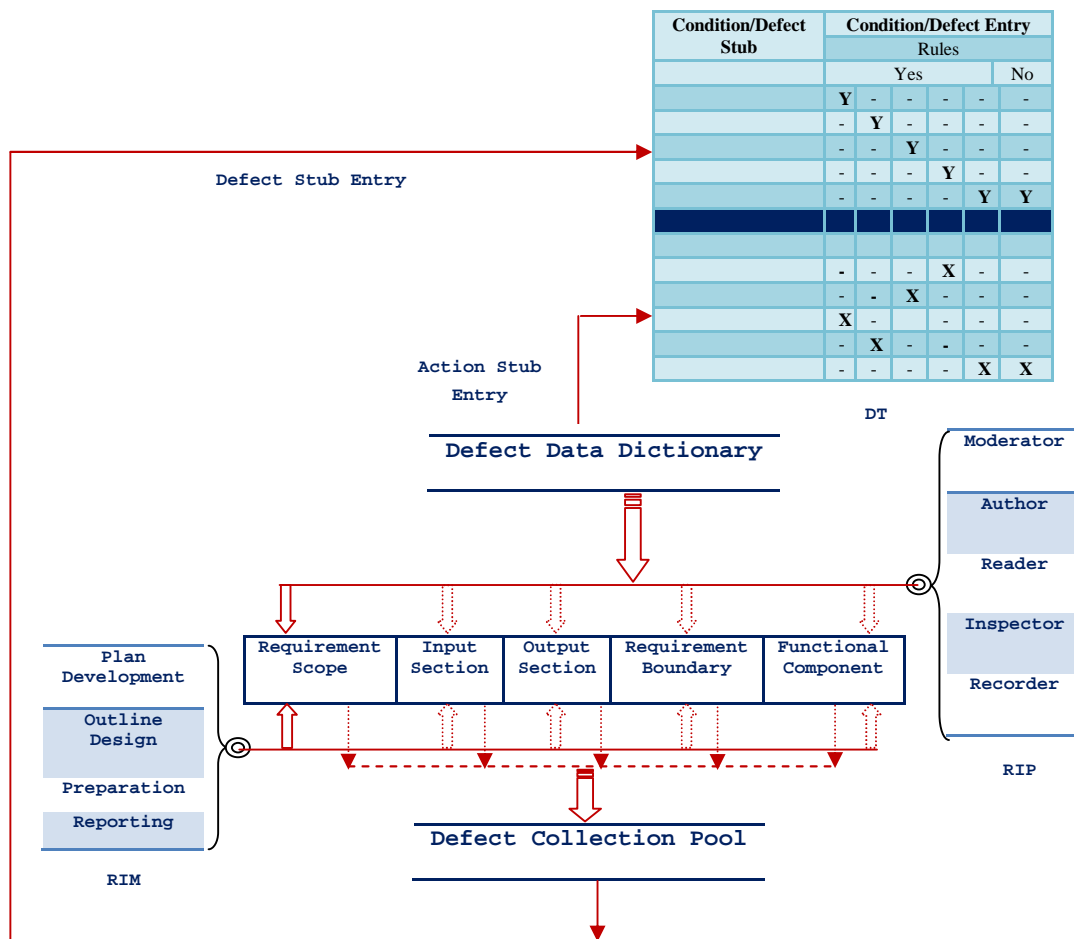 Condition/Defect Stub
Condition/Defect Entry
Rules
Yes No
Y - - - - -
- Y - - - -
- - Y - - -
- - - Y - -
- - - - Y Y
- - - X - -
- - X - - -
X - - - -
- X - - - -
- - - - X X
DT
Defect Stub Entry
Action Stub
Entry
Defect Data Dictionary
Moderator
Author
Reader
Inspector
Recorder
RIP
Requirement
Scope
Input
Section
Output
Section
Requirement
Boundary
Functional
Component
Plan
Development
Outline
Design
Preparation
Reporting
RIM
Defect Collection Pool